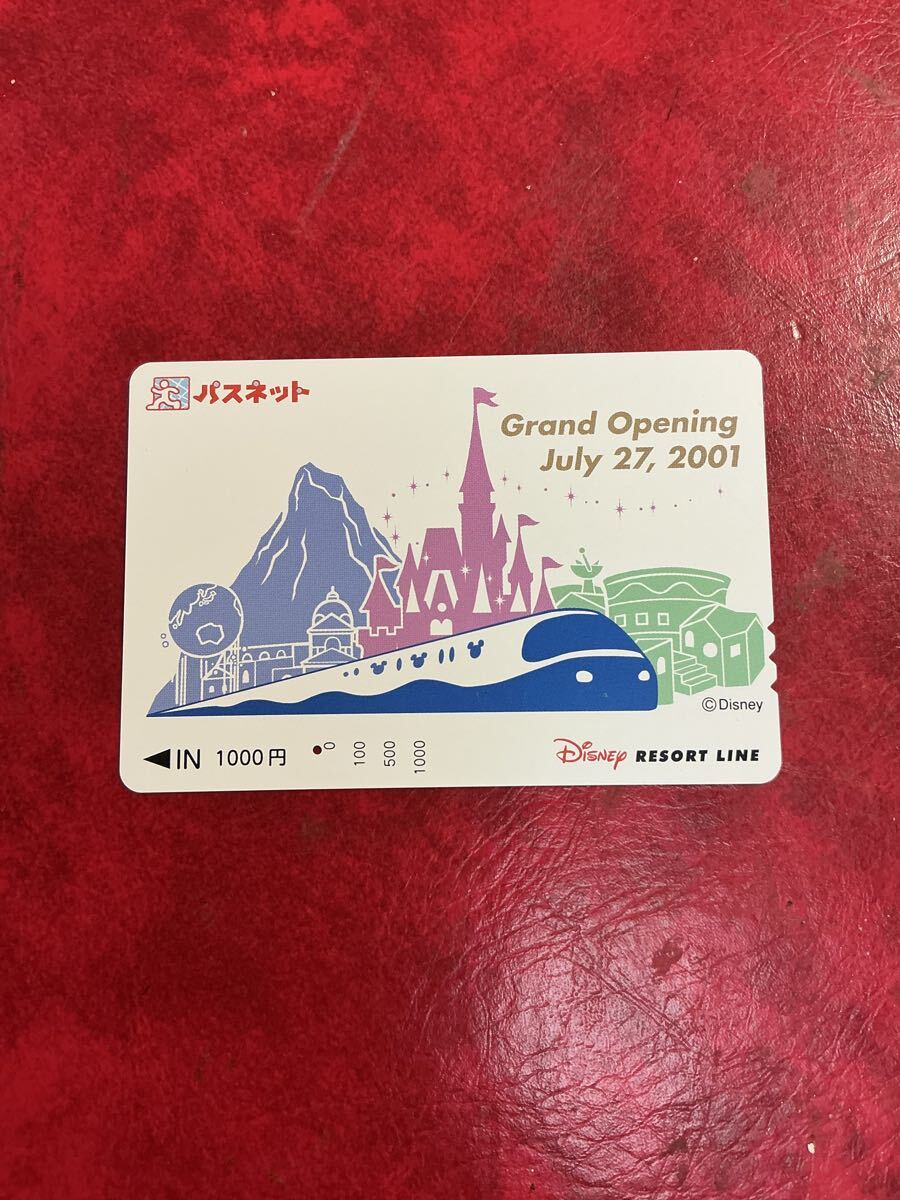 パスネット
Grand Opening
July 27, 2001
©Disney
◀IN 1000円 0 100 500 1000
Disney RESORT LINE